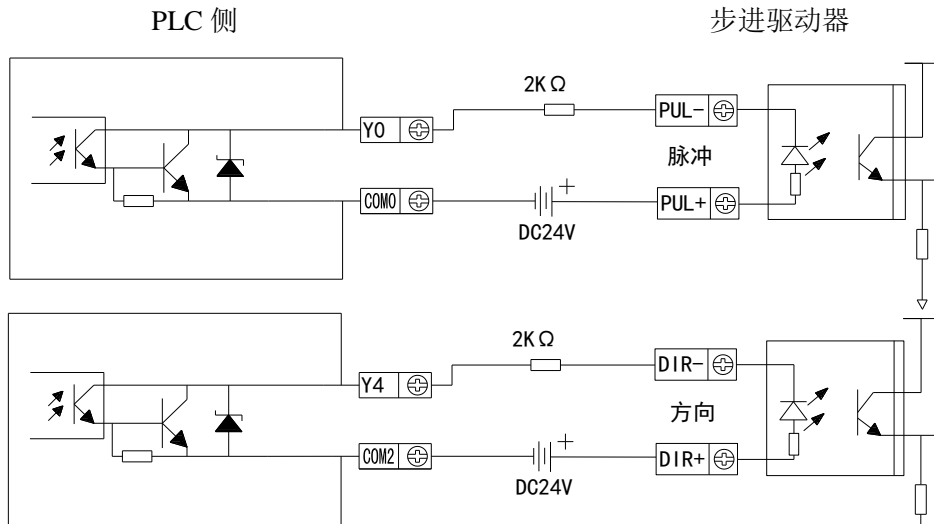 PLC 侧
步进驱动器
2KΩ
Y0
PUL-
脉冲
COM0
+
PUL+
DC24V
2KΩ
Y4
DIR-
方向
COM2
+
DIR+
DC24V